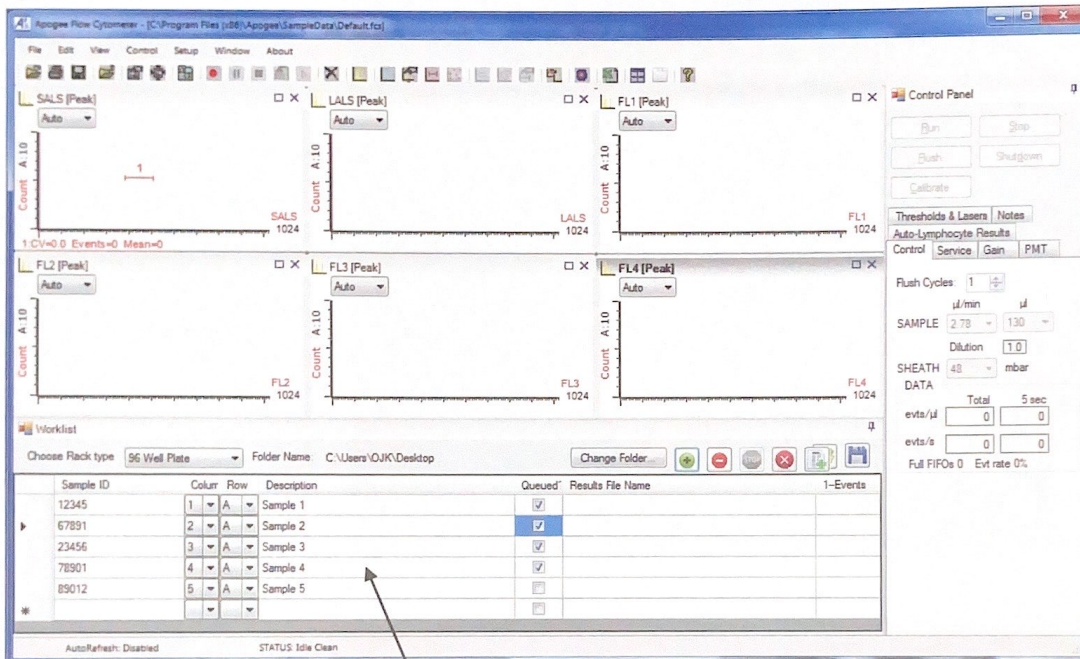 Apogee Flow Cytometer - [C:\Program Files (x86)\Apogee\SampleData\Default.fcs]
File Edit View Control Setup Window About
SALS [Peak]
Auto
Count A:10
1
SALS
1024
1:CV=0.0 Events=0 Mean=0
LALS [Peak]
Auto
Count A:10
LALS
1024
FL1 [Peak]
Auto
Count A:10
FL1
1024
FL2 [Peak]
Auto
Count A:10
FL2
1024
FL3 [Peak]
Auto
Count A:10
FL3
1024
FL4 [Peak]
Auto
Count A:10
FL4
1024
Control Panel
Run Stop
Flush Shutdown
Calibrate
Thresholds & Lasers Notes
Auto-Lymphocyte Results
Control Service Gain PMT
Flush Cycles: 1
µl/min µl
SAMPLE 2.78 130
Dilution 1.0
SHEATH 48 mbar
DATA
Total 5 sec
evts/µl 0 0
evts/s 0 0
Full FIFOs 0 Evt rate 0%
Worklist
Choose Rack type 96 Well Plate Folder Name C:\Users\OJK\Desktop Change Folder...
Sample ID Colum Row Description Queued Results File Name 1-Events
12345 1 A Sample 1
67891 2 A Sample 2
23456 3 A Sample 3
78901 4 A Sample 4
89012 5 A Sample 5
AutoRefresh: Disabled STATUS: Idle Clean